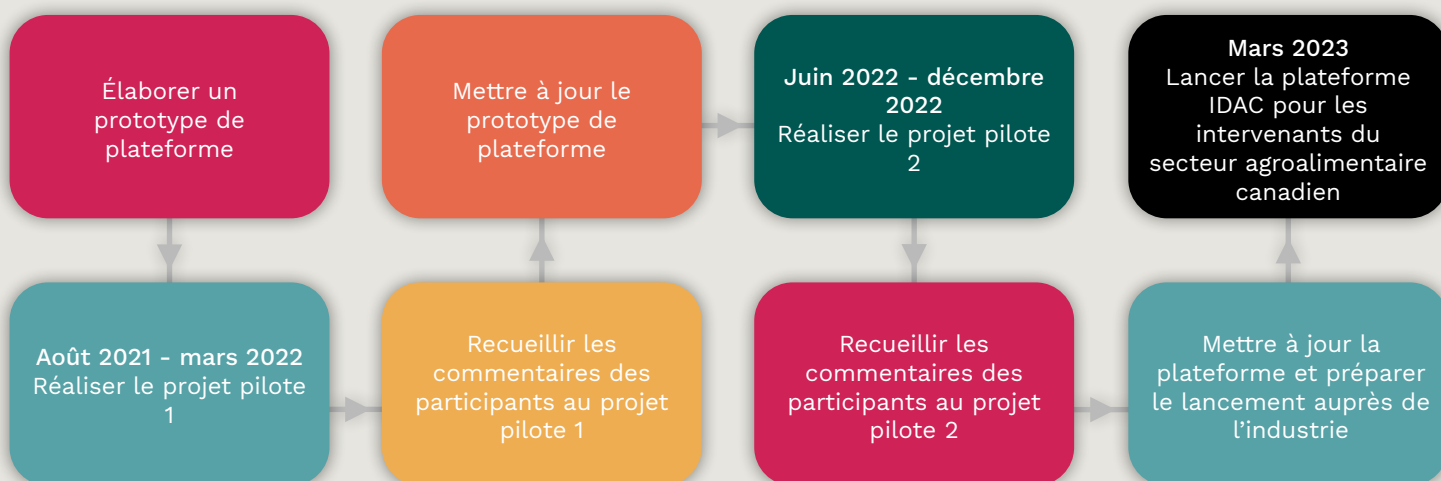 Élaborer un
prototype de
plateforme
Août 2021 - mars 2022
Réaliser le projet pilote
1
Recueillir les
commentaires des
participants au projet
pilote 1
Mettre à jour le
prototype de
plateforme
Juin 2022 - décembre
2022
Réaliser le projet pilote
2
Recueillir les
commentaires des
participants au projet
pilote 2
Mettre à jour la
plateforme et préparer
le lancement auprès de
l’industrie
Mars 2023
Lancer la plateforme
IDAC pour les
intervenants du
secteur agroalimentaire
canadien